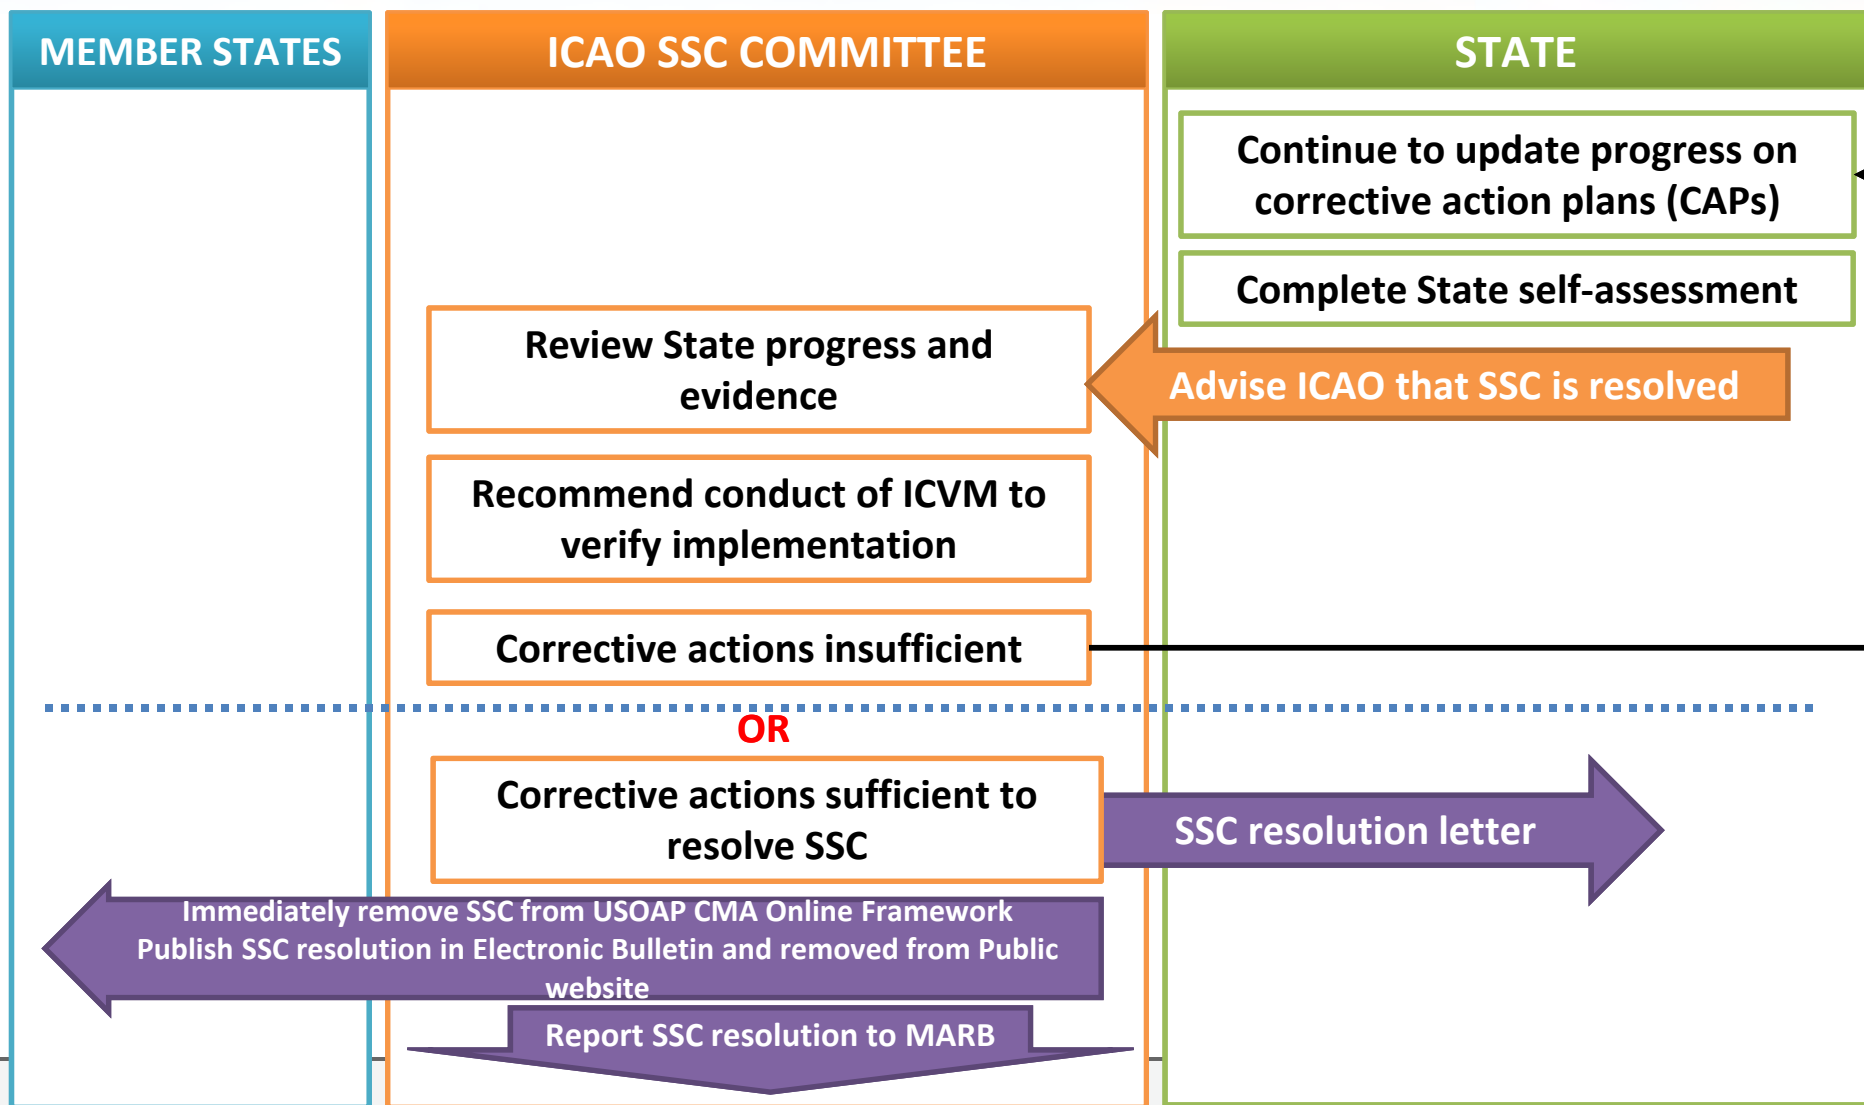 MEMBER STATES
ICAO SSC COMMITTEE
STATE
Continue to update progress on
corrective action plans (CAPs)
Complete State self-assessment
Review State progress and
evidence
Advise ICAO that SSC is resolved
Recommend conduct of ICVM to
verify implementation
Corrective actions insufficient
OR
Corrective actions sufficient to
resolve SSC
SSC resolution letter
Immediately remove SSC from USOAP CMA Online Framework
Publish SSC resolution in Electronic Bulletin and removed from Public
website
Report SSC resolution to MARB